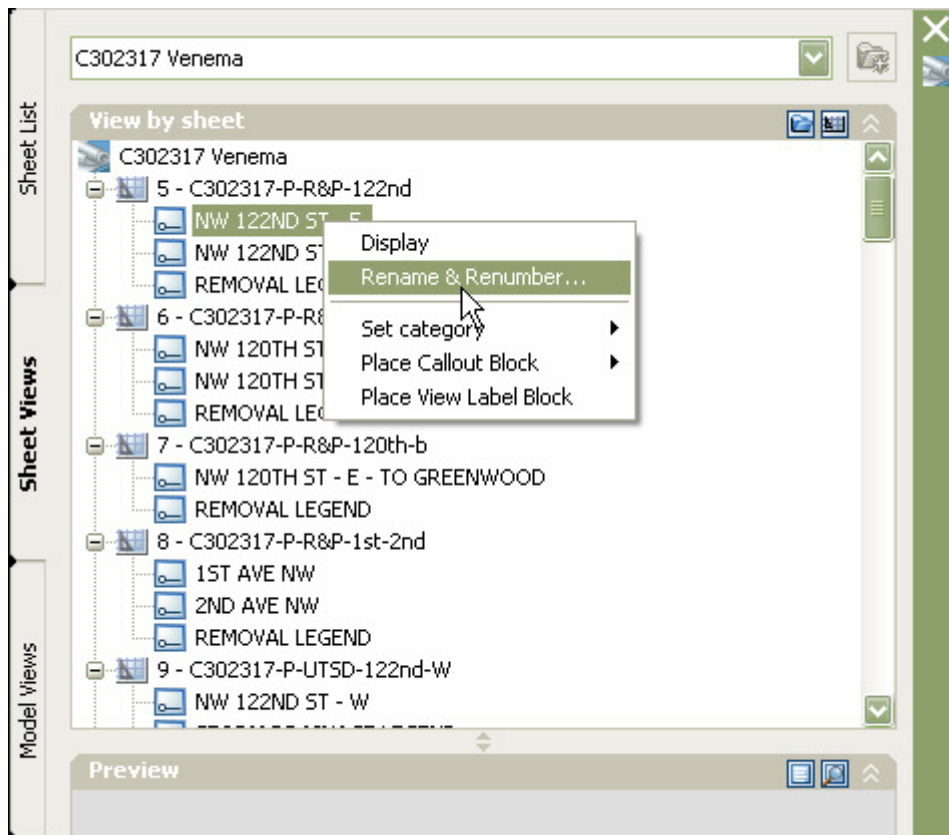 C302317 Venema
Sheet List
View by sheet
C302317 Venema
5 - C302317-P-R&P-122nd
NW 122ND ST - E
NW 122ND S
REMOVAL LE
Display
Rename & Renumber...
Set category
Place Callout Block
Place View Label Block
6 - C302317-P-R
NW 120TH ST
NW 120TH ST
REMOVAL LE
Sheet Views
7 - C302317-P-R&P-120th-b
NW 120TH ST - E - TO GREENWOOD
REMOVAL LEGEND
8 - C302317-P-R&P-1st-2nd
1ST AVE NW
2ND AVE NW
REMOVAL LEGEND
9 - C302317-P-UTSD-122nd-W
NW 122ND ST - W
Model Views
Preview